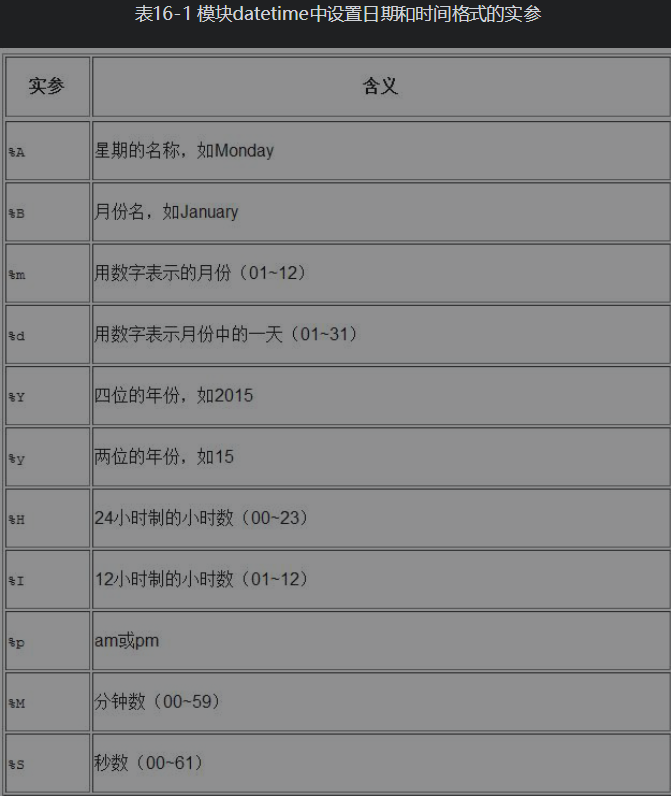 表16-1 模块datetime中设置日期和时间格式的实参
实参 含义
%A 星期的名称，如Monday
%B 月份名，如January
%m 用数字表示的月份（01~12）
%d 用数字表示月份中的一天（01~31）
%Y 四位的年份，如2015
%y 两位的年份，如15
%H 24小时制的小时数（00~23）
%I 12小时制的小时数（01~12）
%p am或pm
%M 分钟数（00~59）
%S 秒数（00~61）